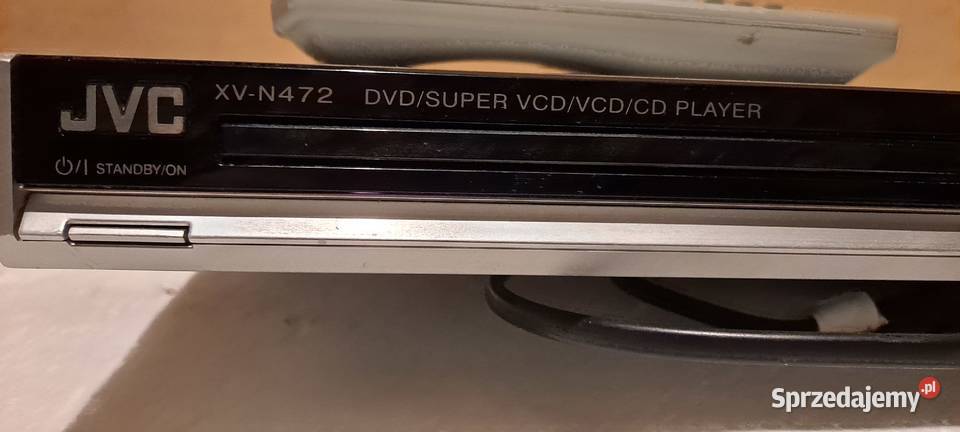 JVC XV-N472 DVD/SUPER VCD/VCD/CD PLAYER
⏻/I STANDBY/ON
Sprzedajemy.pl